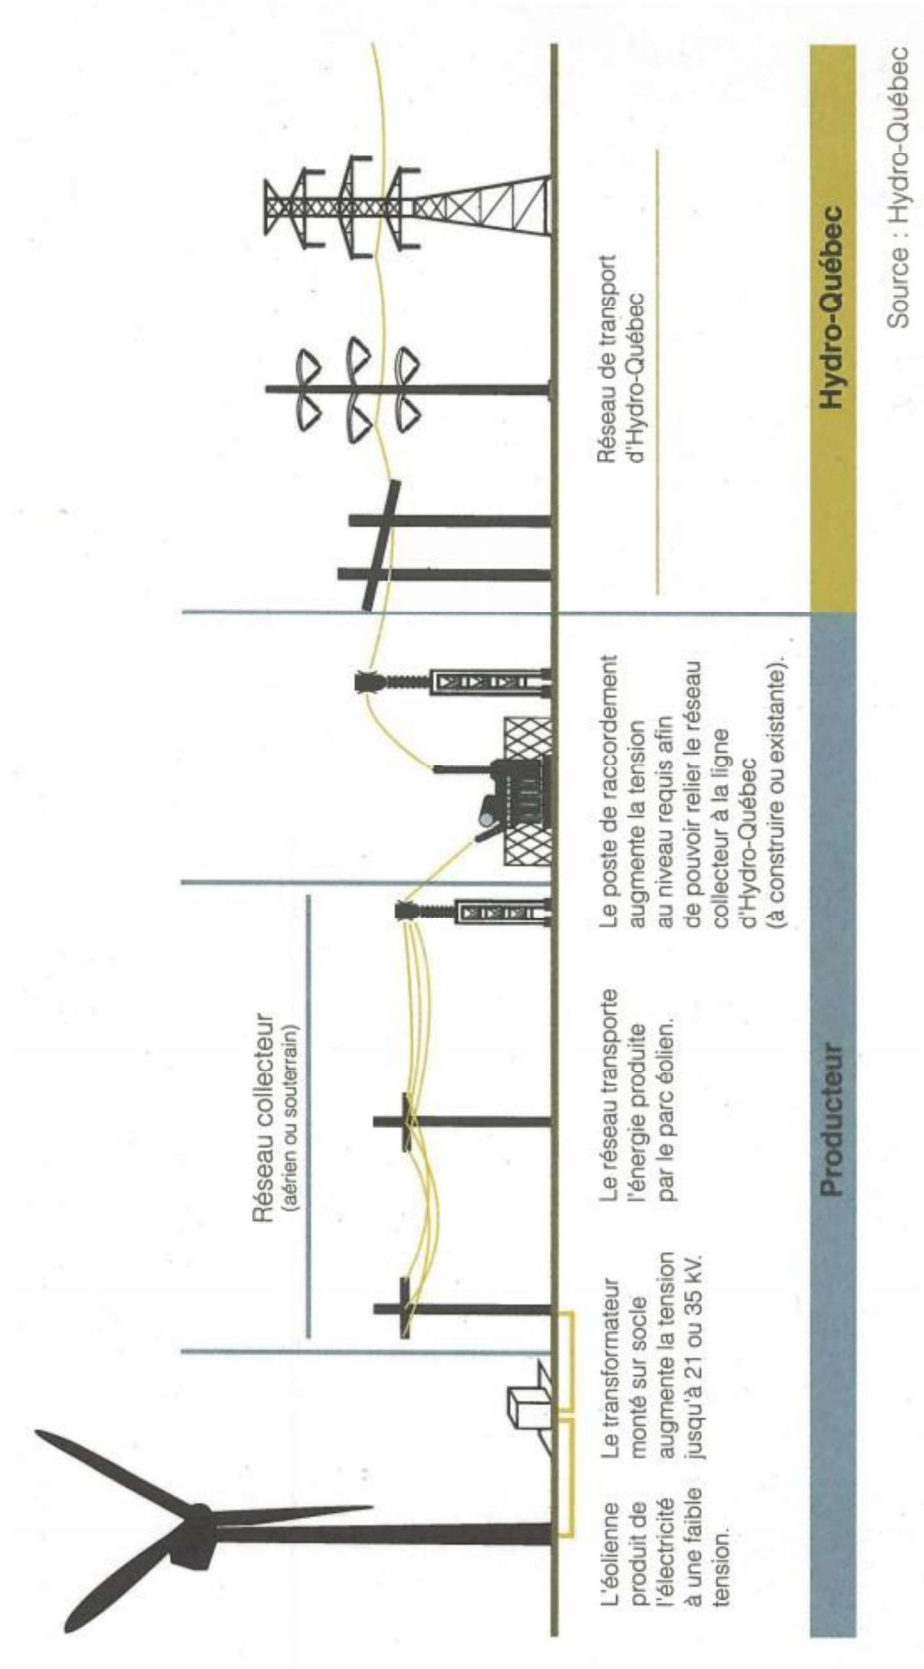 Réseau collecteur
(aérien ou souterrain)
L'éolienne
produit de
l'électricité
à une faible
tension.
Le transformateur
monté sur socle
augmente la tension
jusqu'à 21 ou 35 kV.
Le réseau transporte
l'énergie produite
par le parc éolien.
Le poste de raccordement
augmente la tension
au niveau requis afin
de pouvoir relier le réseau
collecteur à la ligne
d'Hydro-Québec
(à construire ou existante).
Réseau de transport
d'Hydro-Québec
Producteur
Hydro-Québec
Source : Hydro-Québec